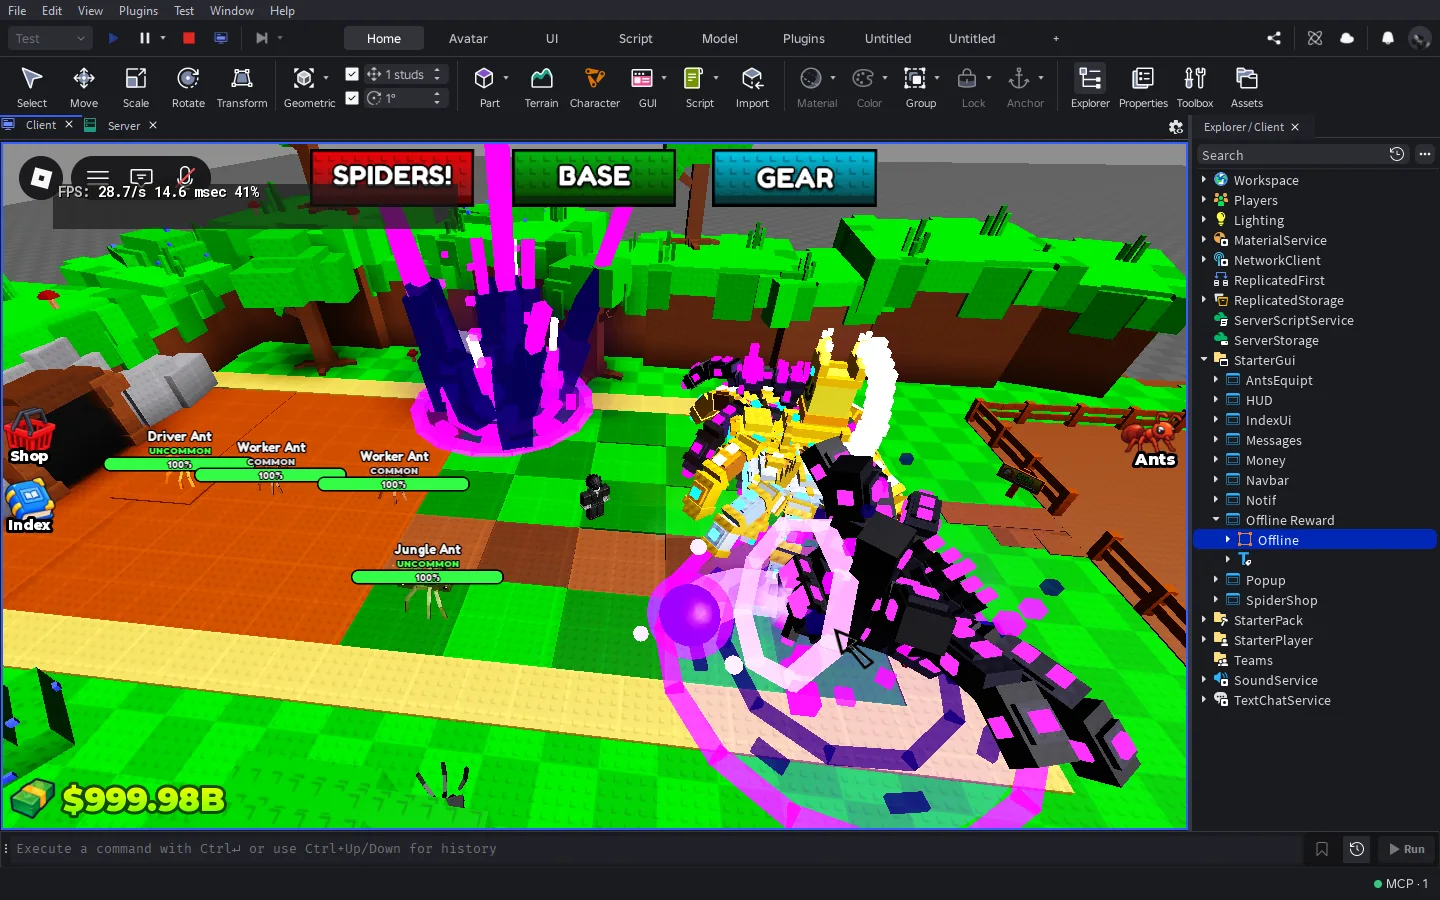 File Edit View Plugins Test Window Help
Test Home Avatar UI Script Model Plugins Untitled Untitled +
1 studs
1°
Select Move Scale Rotate Transform Geometric Part Terrain Character GUI Script Import Material Color Group Lock Anchor Explorer Properties Toolbox Assets
Client Server
Explorer/Client
Search
SPIDERS!
BASE
GEAR
FPS: 28.7/s 14.6 msec 41%
Workspace
Players
Lighting
MaterialService
NetworkClient
ReplicatedFirst
ReplicatedStorage
ServerScriptService
ServerStorage
StarterGui
AntsEquipt
HUD
IndexUi
Messages
Money
Navbar
Notif
Offline Reward
Offline
Popup
SpiderShop
StarterPack
StarterPlayer
Teams
SoundService
TextChatService
Shop
Index
Driver Ant
UNCOMMON
100%
Worker Ant
COMMON
100%
Worker Ant
COMMON
100%
Jungle Ant
UNCOMMON
100%
Ants
$999.98B
Execute a command with Ctrl↵ or use Ctrl+Up/Down for history
Run
MCP · 1